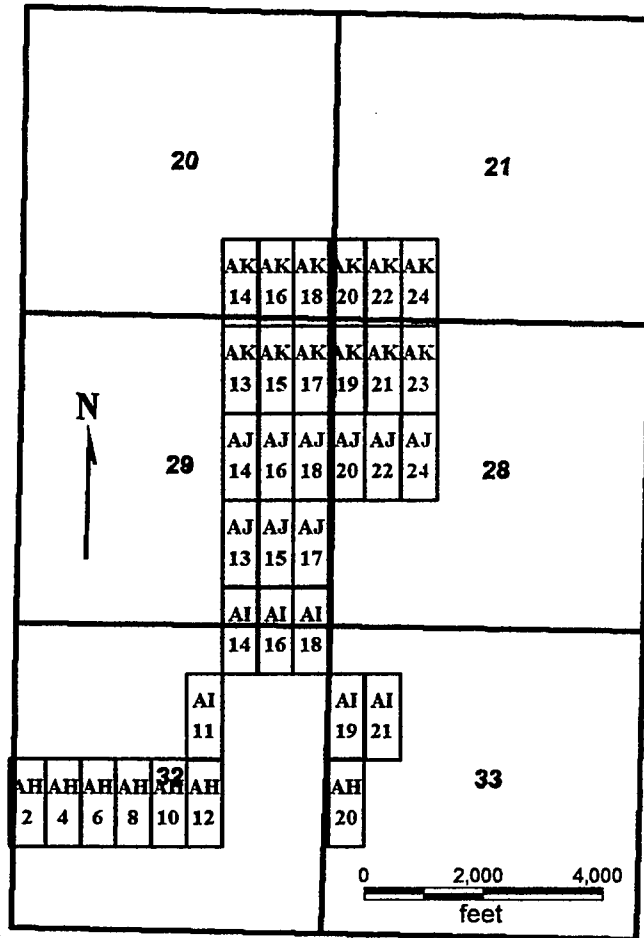 20
21
AK AK AK AK AK AK
14 16 18 20 22 24
AK AK AK AK AK AK
13 15 17 19 21 23
N
AJ AJ AJ AJ AJ AJ
14 16 18 20 22 24
29
28
AJ AJ AJ
13 15 17
AI AI AI
14 16 18
AI AI AI
11 19 21
32
33
AH AH AH AH AH AH AH
2 4 6 8 10 12 20
0 2,000 4,000
feet